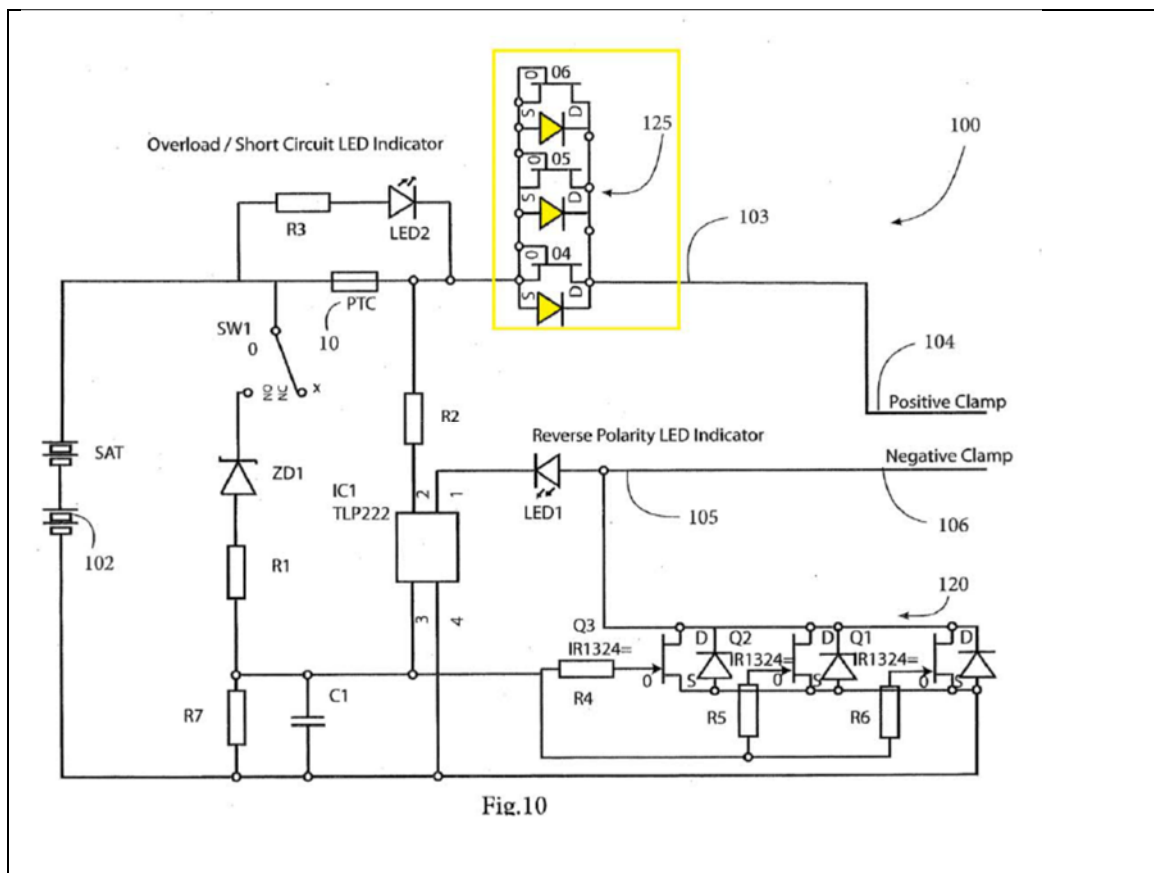 O 06
S D
125
100
Overload / Short Circuit LED Indicator
O 05
S D
103
R3
LED2
O 04
S D
PTC
SW1
0
10
NO
NC
X
104
Positive Clamp
R2
Reverse Polarity LED Indicator
Negative Clamp
SAT
ZD1
IC1
TLP222
2 1
LED1
105
106
102
R1
120
3 4
Q3 D Q2 D Q1 D
IR1324= IR1324= IR1324=
0 S 0 S 0 S
R4
C1
R7
R5
R6
Fig.10